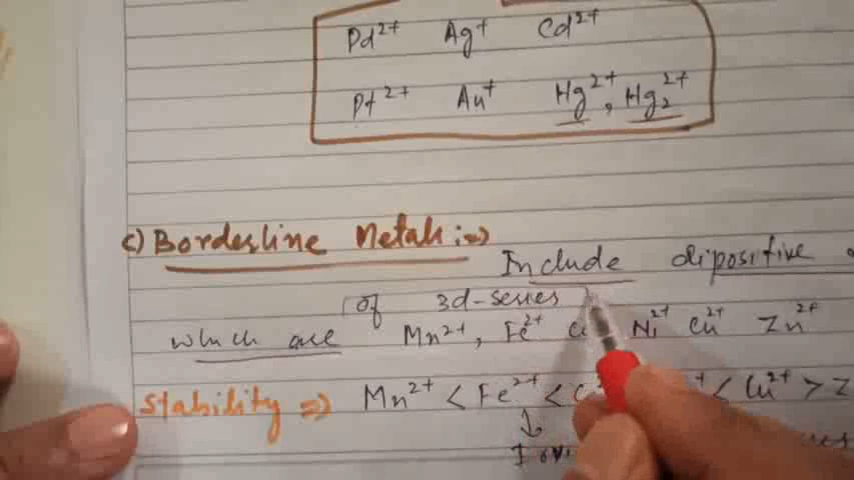 Pd²⁺ Ag⁺ Cd²⁺
Pt²⁺ Au⁺ Hg²⁺, Hg₂²⁺
c) Borderline Metals :=>
Include dipositive
of 3d-series
which are Mn²⁺, Fe²⁺ Ni²⁺ Cu²⁺ Zn²⁺
Stability => Mn²⁺ < Fe²⁺ < < Cu²⁺ >
↓